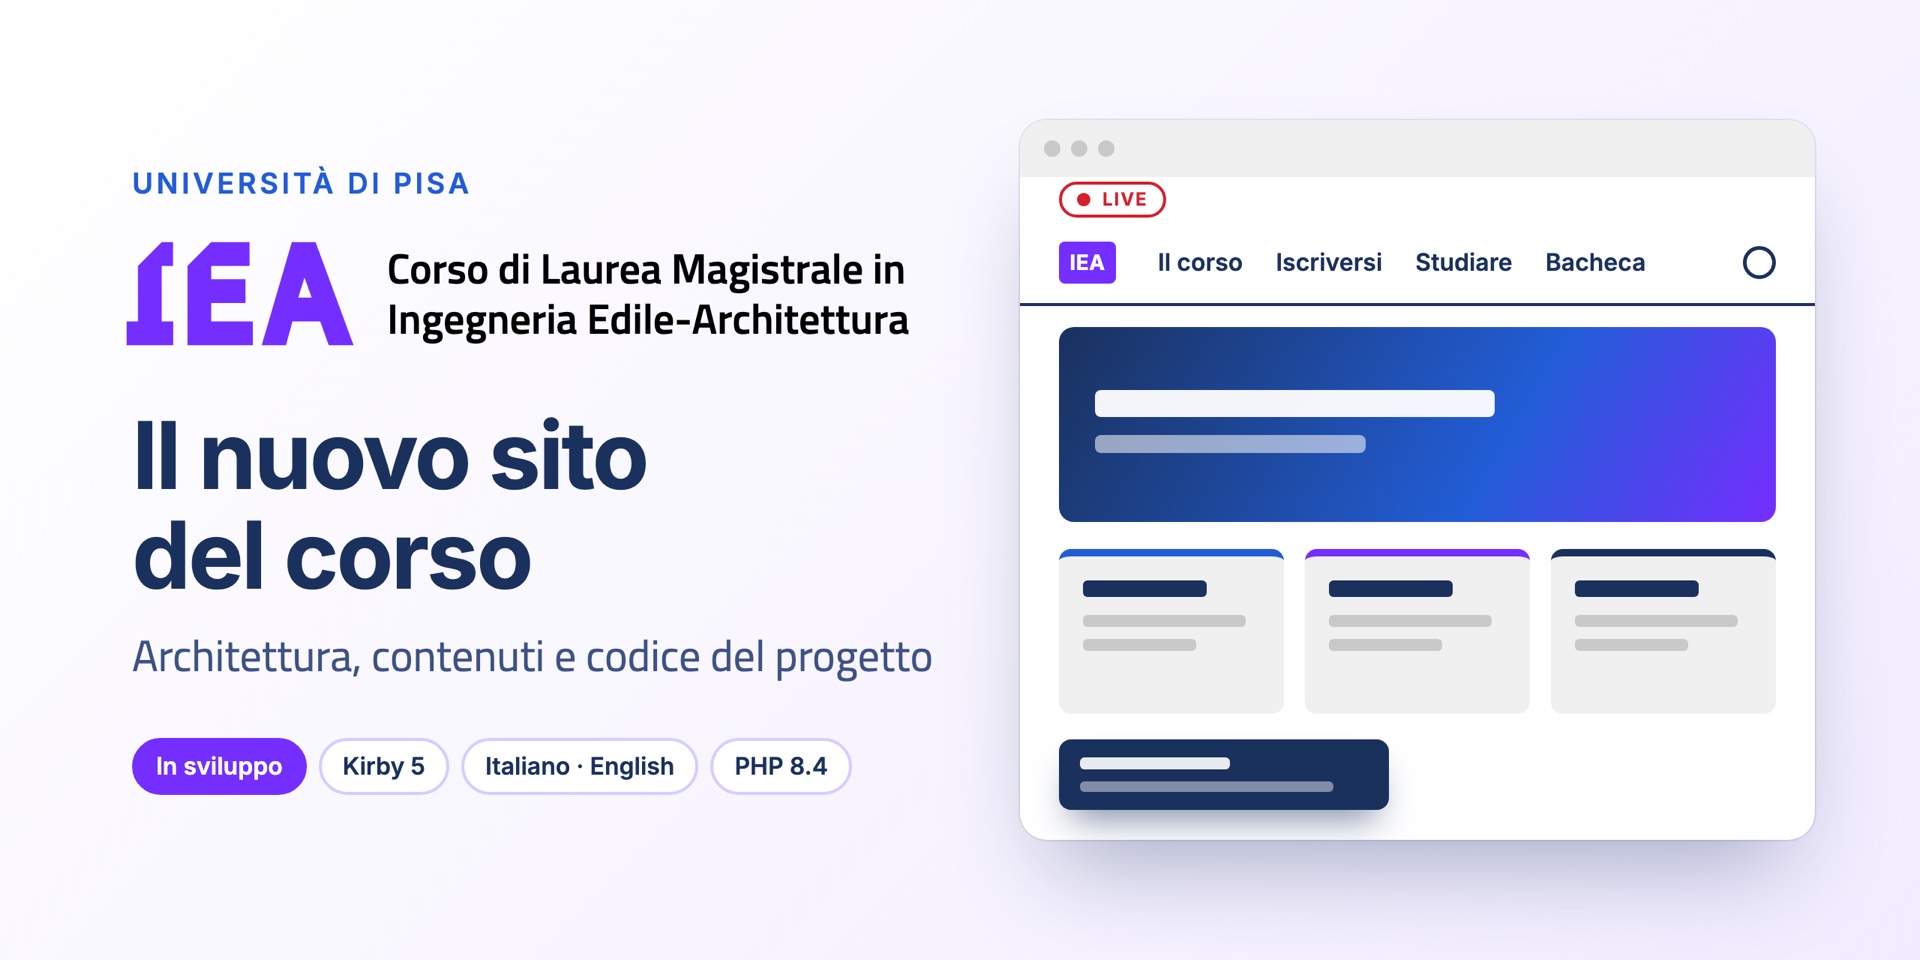 UNIVERSITÀ DI PISA
IEA
Corso di Laurea Magistrale in
Ingegneria Edile-Architettura
Il nuovo sito
del corso
Architettura, contenuti e codice del progetto
In sviluppo
Kirby 5
Italiano · English
PHP 8.4
LIVE
IEA
Il corso
Iscriversi
Studiare
Bacheca